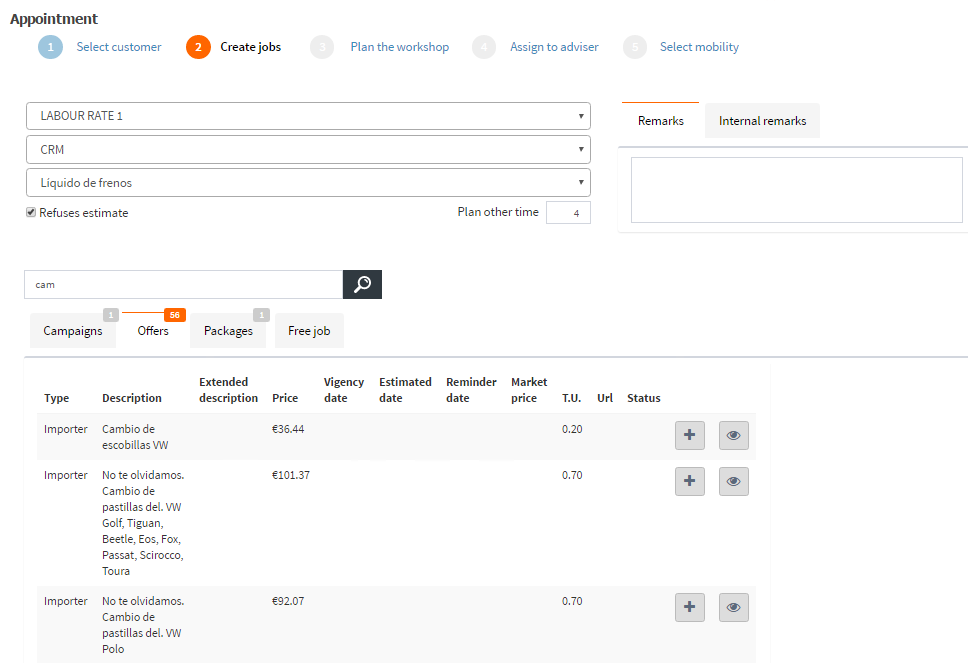 Appointment
1 Select customer 2 Create jobs 3 Plan the workshop 4 Assign to adviser 5 Select mobility
LABOUR RATE 1
CRM
Líquido de frenos
Refuses estimate
Plan other time 4
Remarks Internal remarks
cam
Campaigns 1 Offers 56 Packages 1 Free job
Type Description Extended description Price Vigency date Estimated date Reminder date Market price T.U. Url Status
Importer Cambio de €36.44 0.20
escobillas VW
Importer No te olvidamos. €101.37 0.70
Cambio de
pastillas del. VW
Golf, Tiguan,
Beetle, Eos, Fox,
Passat, Scirocco,
Toura
Importer No te olvidamos. €92.07 0.70
Cambio de
pastillas del. VW
Polo